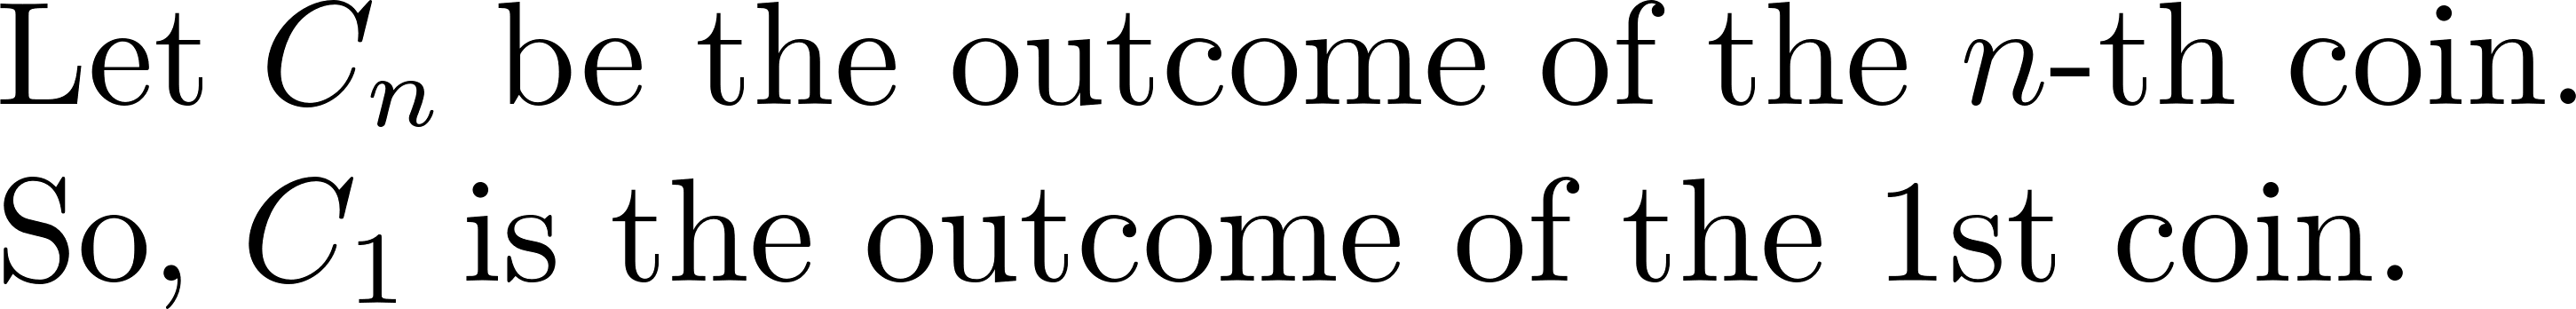 Let $C_n$ be the outcome of the $n$-th coin.
So, $C_1$ is the outcome of the 1st coin.